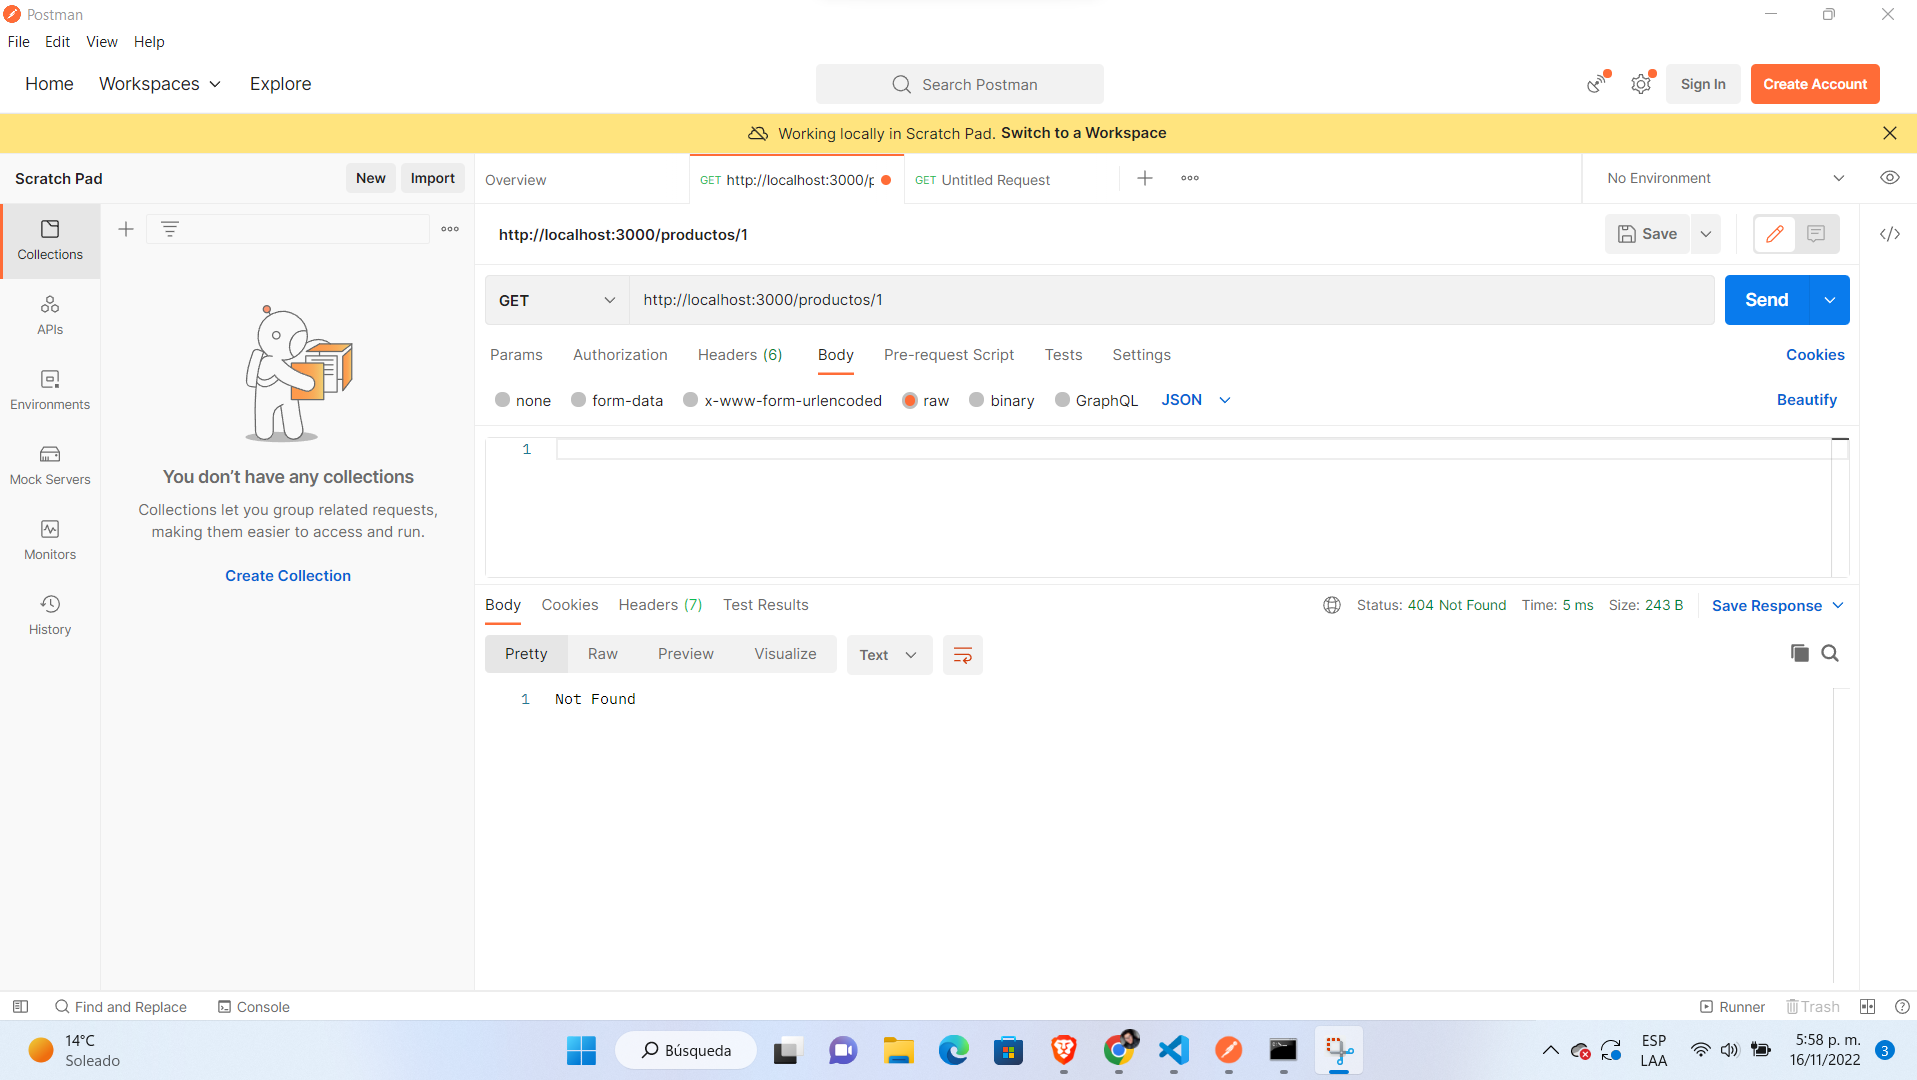 Postman
File Edit View Help
Home Workspaces Explore
Search Postman
Sign In
Create Account
Working locally in Scratch Pad. Switch to a Workspace
Scratch Pad
New
Import
Overview
GET http://localhost:3000/p
GET Untitled Request
No Environment
Collections
APIs
Environments
Mock Servers
Monitors
History
You don’t have any collections
Collections let you group related requests,
making them easier to access and run.
Create Collection
http://localhost:3000/productos/1
Save
GET
http://localhost:3000/productos/1
Send
Params Authorization Headers (6) Body Pre-request Script Tests Settings
Cookies
none form-data x-www-form-urlencoded raw binary GraphQL JSON
Beautify
1
Body Cookies Headers (7) Test Results
Status: 404 Not Found Time: 5 ms Size: 243 B
Save Response
Pretty Raw Preview Visualize
Text
1 Not Found
Find and Replace
Console
Runner
Trash
14°C
Soleado
Búsqueda
ESP
LAA
5:58 p. m.
16/11/2022
3